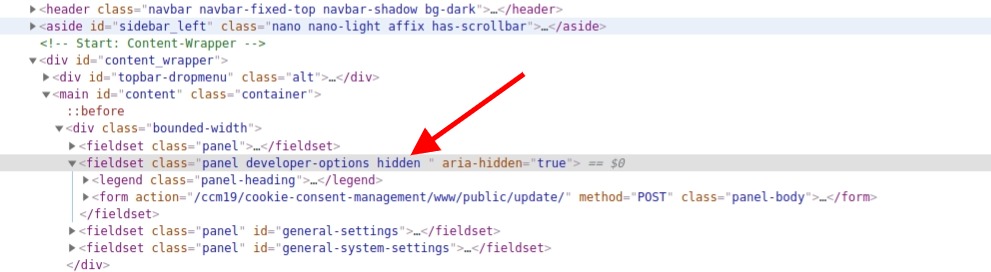 ▶<header class="navbar navbar-fixed-top navbar-shadow bg-dark">…</header>
▶<aside id="sidebar_left" class="nano nano-light affix has-scrollbar">…</aside>
<!-- Start: Content-Wrapper -->
▼<div id="content_wrapper">
▶<div id="topbar-dropmenu" class="alt">…</div>
▼<main id="content" class="container">
::before
▼<div class="bounded-width">
▶<fieldset class="panel">…</fieldset>
▼<fieldset class="panel developer-options hidden " aria-hidden="true"> == $0
▶<legend class="panel-heading">…</legend>
▶<form action="/ccm19/cookie-consent-management/www/public/update/" method="POST" class="panel-body">…</form>
</fieldset>
▶<fieldset class="panel" id="general-settings">…</fieldset>
▶<fieldset class="panel" id="general-system-settings">…</fieldset>
</div>